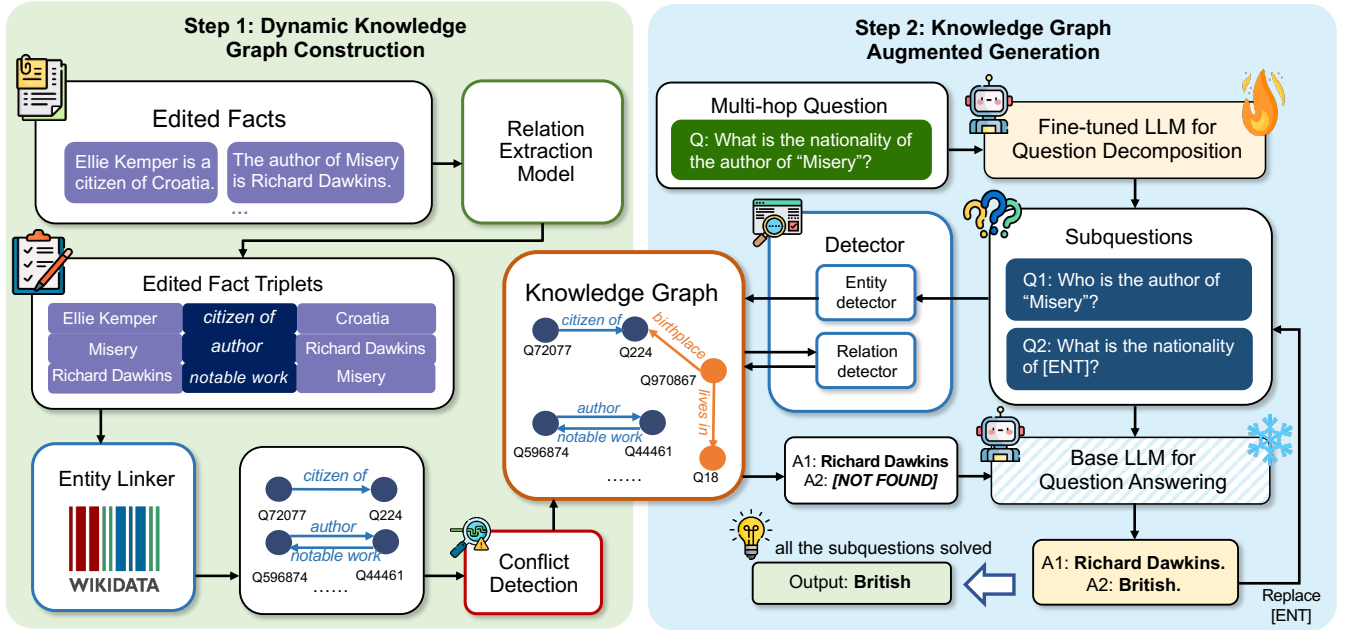 Step 1: Dynamic Knowledge
Graph Construction
Edited Facts
Ellie Kemper is a
citizen of Croatia.
The author of Misery
is Richard Dawkins.
...
Relation
Extraction
Model
Edited Fact Triplets
Ellie Kemper citizen of Croatia
Misery author Richard Dawkins
Richard Dawkins notable work Misery
Entity Linker
WIKIDATA
citizen of
Q72077 Q224
author
notable work
Q596874 Q44461
......
Conflict
Detection
Knowledge Graph
citizen of
birthplace
Q72077
Q224
Q970867
lives in
author
notable work
Q596874
Q44461
Q18
......
Step 2: Knowledge Graph
Augmented Generation
Multi-hop Question
Q: What is the nationality of
the author of “Misery”?
Fine-tuned LLM for
Question Decomposition
Subquestions
Q1: Who is the author of
“Misery”?
Q2: What is the nationality
of [ENT]?
Detector
Entity
detector
Relation
detector
A1: Richard Dawkins
A2: [NOT FOUND]
Base LLM for
Question Answering
A1: Richard Dawkins.
A2: British.
Replace
[ENT]
all the subquestions solved
Output: British